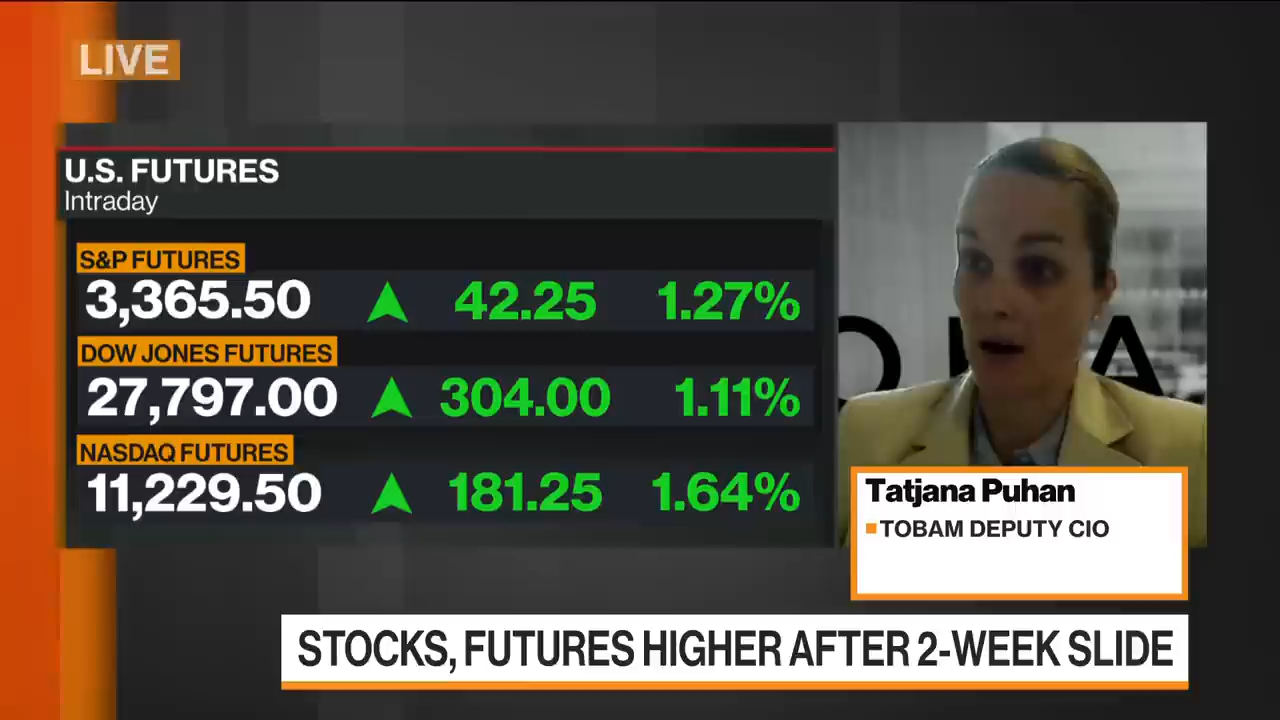 LIVE
U.S. FUTURES
Intraday
S&P FUTURES
3,365.50 ▲ 42.25 1.27%
DOW JONES FUTURES
27,797.00 ▲ 304.00 1.11%
NASDAQ FUTURES
11,229.50 ▲ 181.25 1.64%
Tatjana Puhan
TOBAM DEPUTY CIO
STOCKS, FUTURES HIGHER AFTER 2-WEEK SLIDE